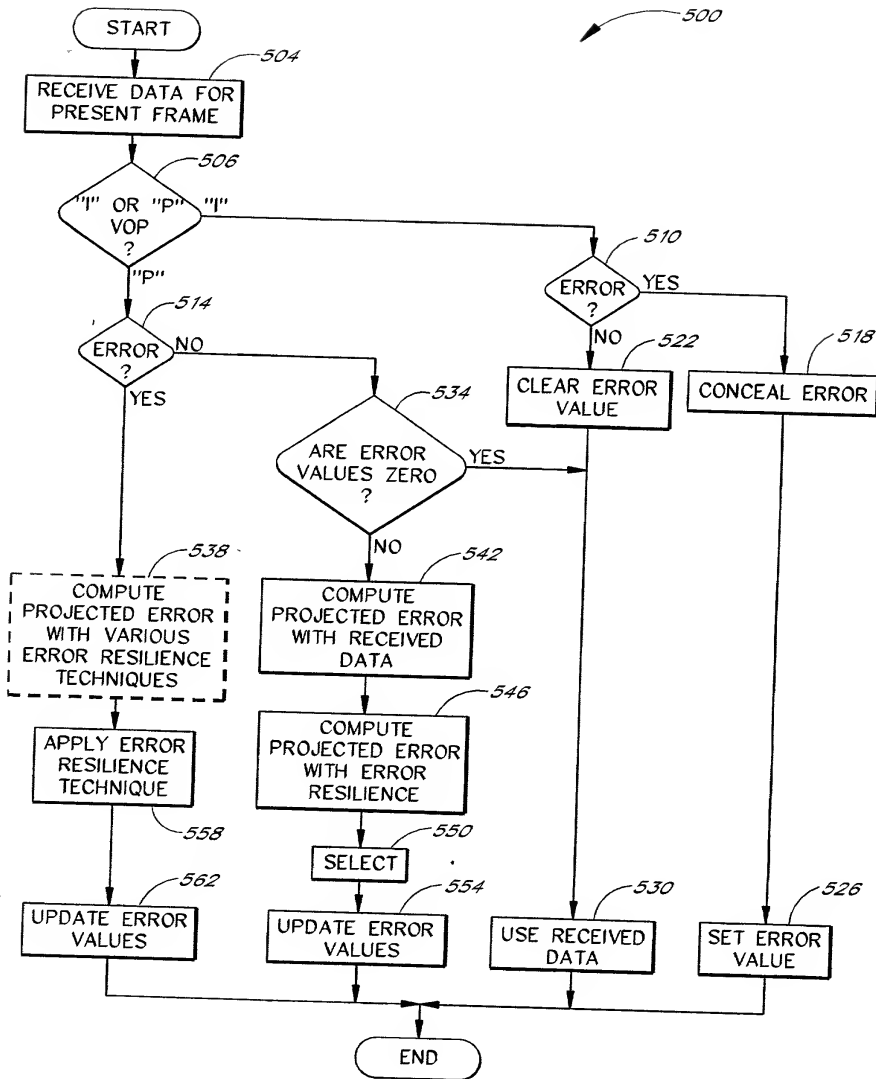 500
START
504
RECEIVE DATA FOR
PRESENT FRAME
506
"I" OR "P" "I"
VOP
?
"P"
510
ERROR
?
YES
NO
514
ERROR
?
NO
YES
522
CLEAR ERROR
VALUE
518
CONCEAL ERROR
534
ARE ERROR
VALUES ZERO
?
YES
NO
538
COMPUTE
PROJECTED ERROR
WITH VARIOUS
ERROR RESILIENCE
TECHNIQUES
542
COMPUTE
PROJECTED ERROR
WITH RECEIVED
DATA
546
COMPUTE
PROJECTED ERROR
WITH ERROR
RESILIENCE
APPLY ERROR
RESILIENCE
TECHNIQUE
558
550
SELECT
562
UPDATE ERROR
VALUES
554
UPDATE ERROR
VALUES
530
USE RECEIVED
DATA
526
SET ERROR
VALUE
END